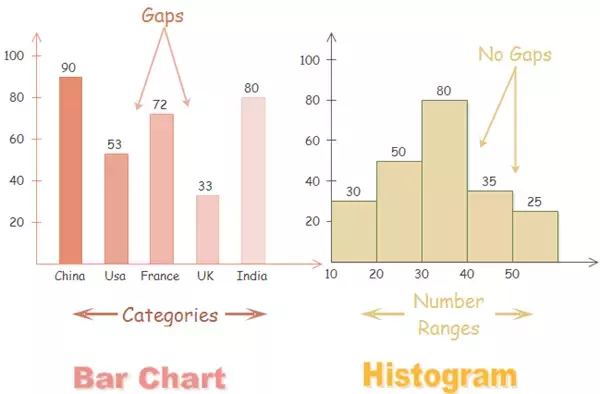 Gaps
100
80
60
40
20
90
53
72
33
80
China
Usa
France
UK
India
Categories
Bar Chart
No Gaps
100
80
60
40
20
30
50
80
35
25
10
20
30
40
50
Number
Ranges
Histogram